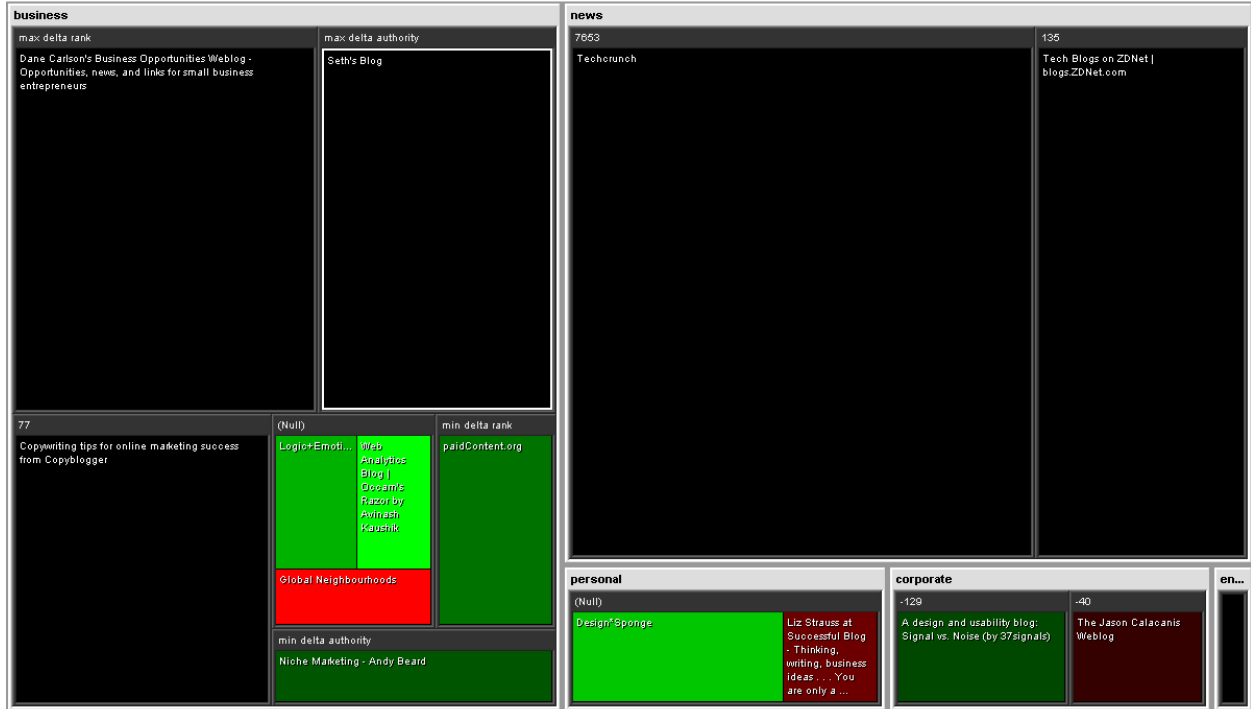 business
max delta rank
Dane Carlson's Business Opportunities Weblog -
Opportunities, news, and links for small business
entrepreneurs
max delta authority
Seth's Blog
77
Copywriting tips for online marketing success
from Copyblogger
(Null)
Logic+Emoti...
Web
Analytics
Blog |
Occam's
Razor by
Avinash
Kaushik
Global Neighbourhoods
min delta rank
paidContent.org
min delta authority
Niche Marketing - Andy Beard
news
7653
Techcrunch
135
Tech Blogs on ZDNet |
blogs.ZDNet.com
personal
(Null)
Design*Sponge
Liz Strauss at
Successful Blog
- Thinking,
writing, business
ideas . . . You
are only a ...
corporate
-129
A design and usability blog:
Signal vs. Noise (by 37signals)
-40
The Jason Calacanis
Weblog
en...